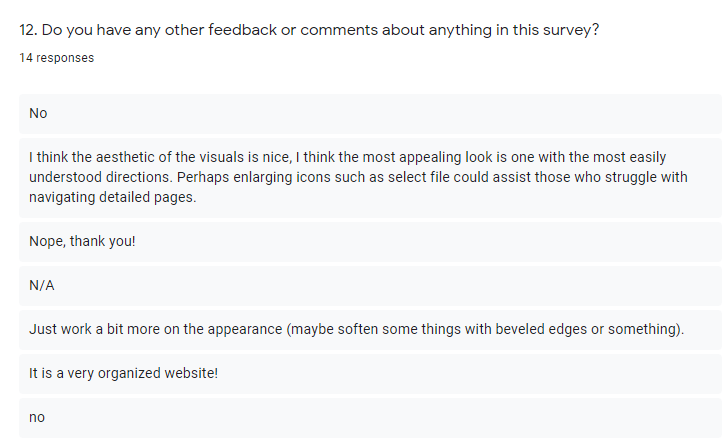 12. Do you have any other feedback or comments about anything in this survey?
14 responses
No
I think the aesthetic of the visuals is nice, I think the most appealing look is one with the most easily
understood directions. Perhaps enlarging icons such as select file could assist those who struggle with
navigating detailed pages.
Nope, thank you!
N/A
Just work a bit more on the appearance (maybe soften some things with beveled edges or something).
It is a very organized website!
no